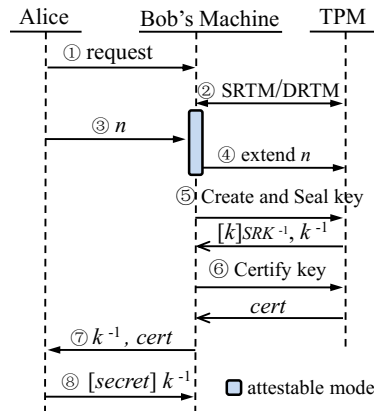 Alice Bob's Machine TPM
① request
② SRTM/DRTM
③ n
④ extend n
⑤ Create and Seal key
[k]SRK⁻¹, k⁻¹
⑥ Certify key
cert
⑦ k⁻¹ , cert
⑧ [secret] k⁻¹
attestable mode